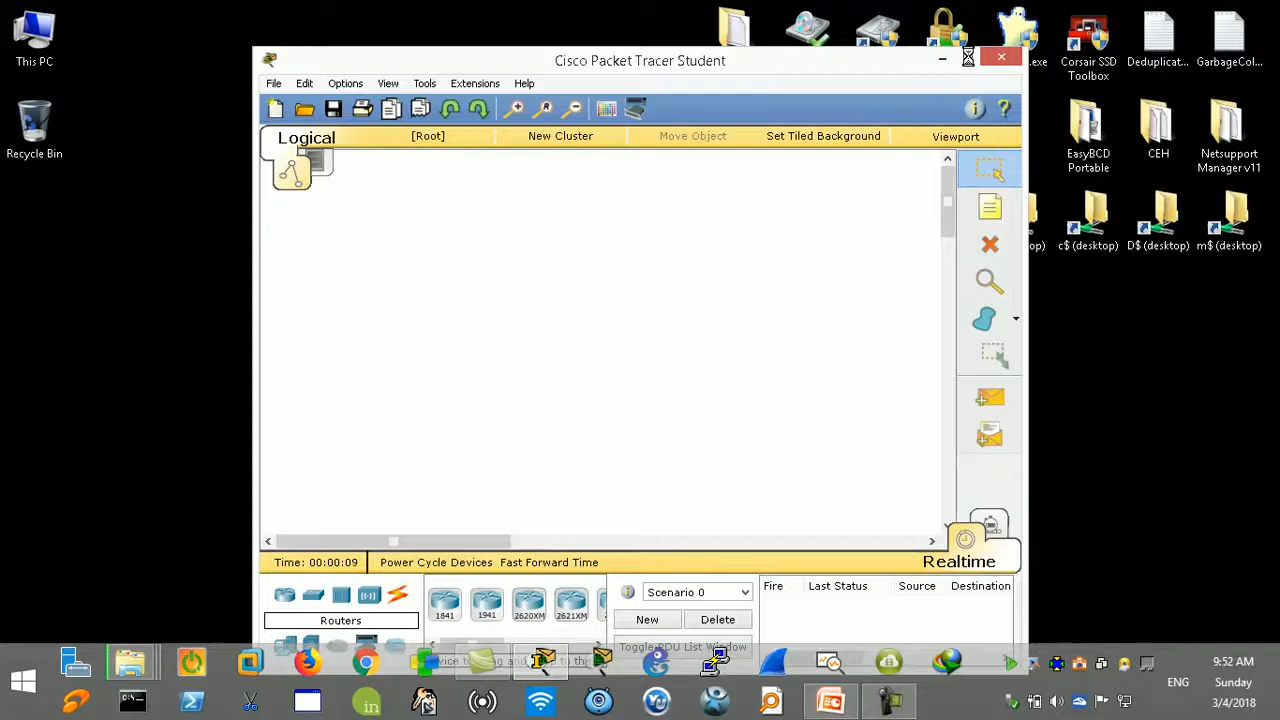 This PC
Recycle Bin
.exe
Corsair SSD
Toolbox
Deduplicat...
GarbageCol...
EasyBCD
Portable
CEH
Netsupport
Manager v11
c$ (desktop)
D$ (desktop)
m$ (desktop)
Cisco Packet Tracer Student
File Edit Options View Tools Extensions Help
Logical [Root] New Cluster Move Object Set Tiled Background Viewport
Time: 00:00:09 Power Cycle Devices Fast Forward Time
Realtime
Routers
1841 1941 2620XM 2621XM
Scenario 0
New Delete
Toggle PDU List Window
Fire Last Status Source Destination
9:52 AM
ENG Sunday
3/4/2018